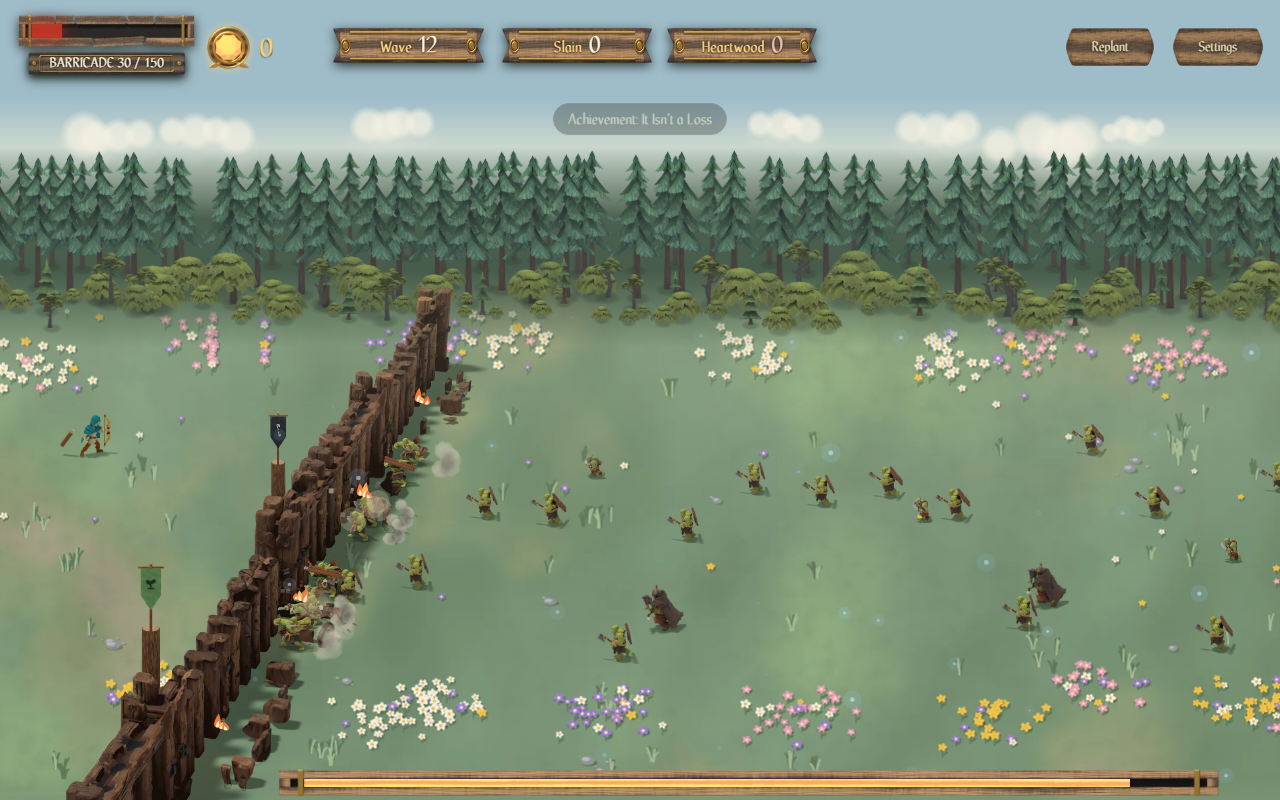 BARRICADE 30 / 150
0
Wave 12
Slain 0
Heartwood 0
Replant
Settings
Achievement: It Isn't a Loss